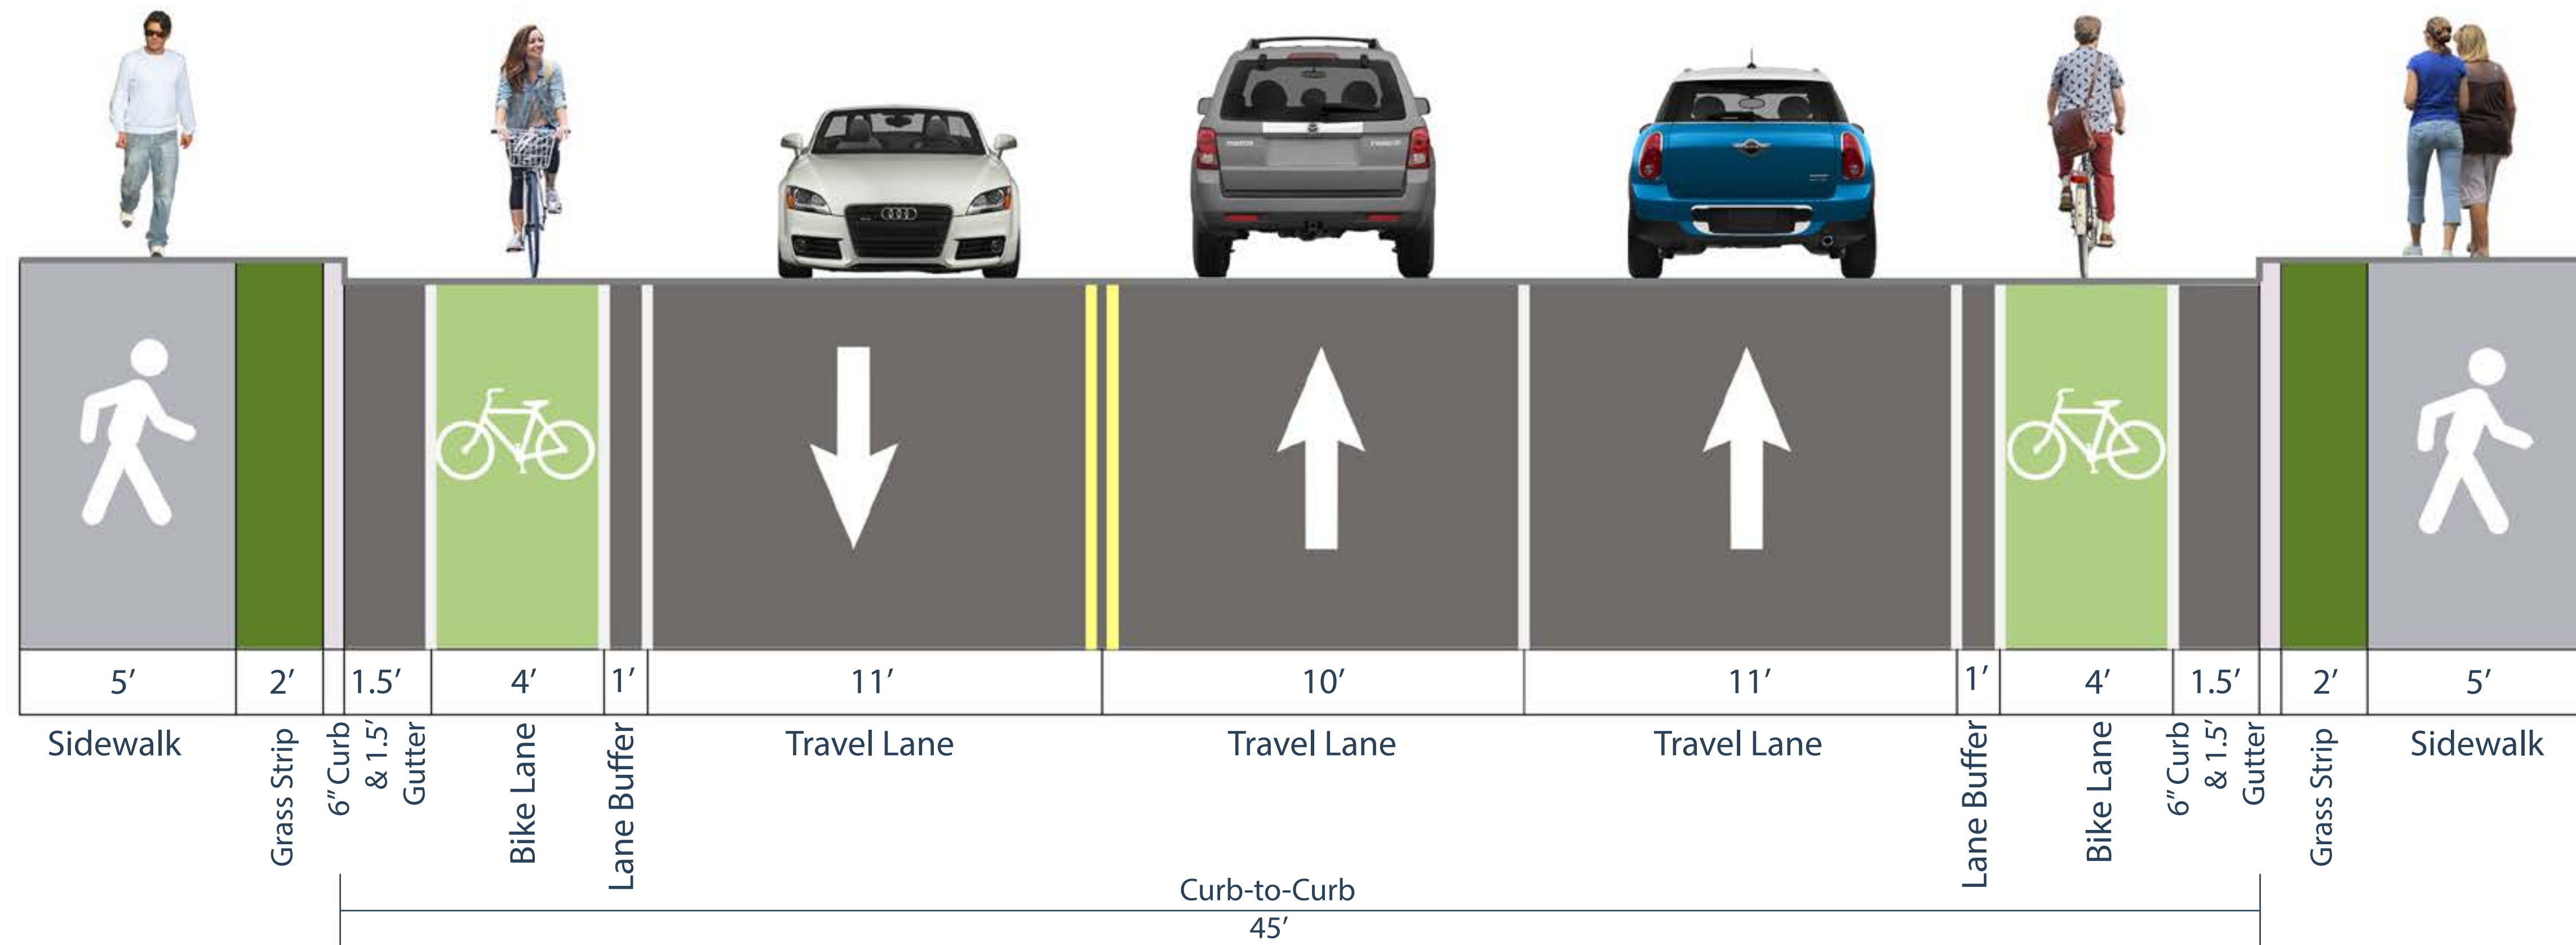 5′ 2′ 1.5′ 4′ 1′ 11′ 10′ 11′ 1′ 4′ 1.5′ 2′ 5′
Sidewalk
Grass Strip
6″ Curb
& 1.5′
Gutter
Bike Lane
Lane Buffer
Travel Lane
Travel Lane
Travel Lane
Lane Buffer
Bike Lane
6″ Curb
& 1.5′
Gutter
Grass Strip
Sidewalk
Curb-to-Curb
45′